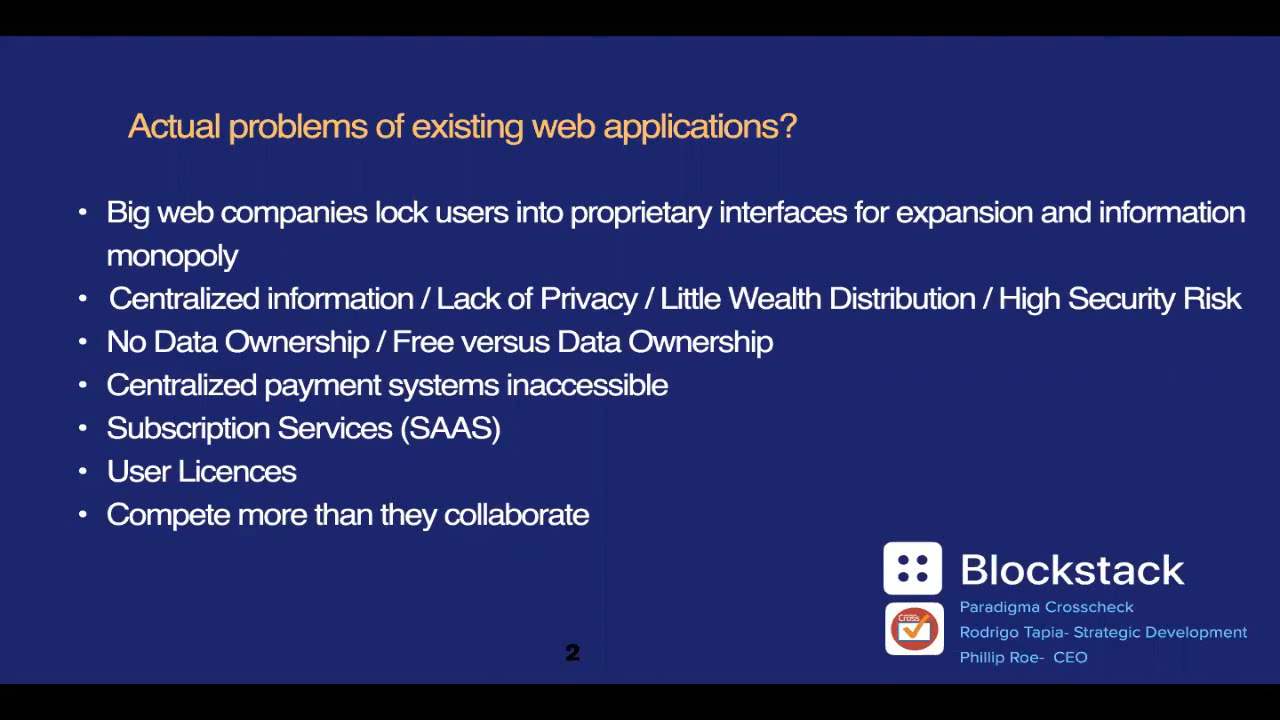 Actual problems of existing web applications?
• Big web companies lock users into proprietary interfaces for expansion and information
monopoly
• Centralized information / Lack of Privacy / Little Wealth Distribution / High Security Risk
• No Data Ownership / Free versus Data Ownership
• Centralized payment systems inaccessible
• Subscription Services (SAAS)
• User Licences
• Compete more than they collaborate
Blockstack
Cross
Paradigma Crosscheck
Rodrigo Tapia- Strategic Development
Phillip Roe- CEO
2